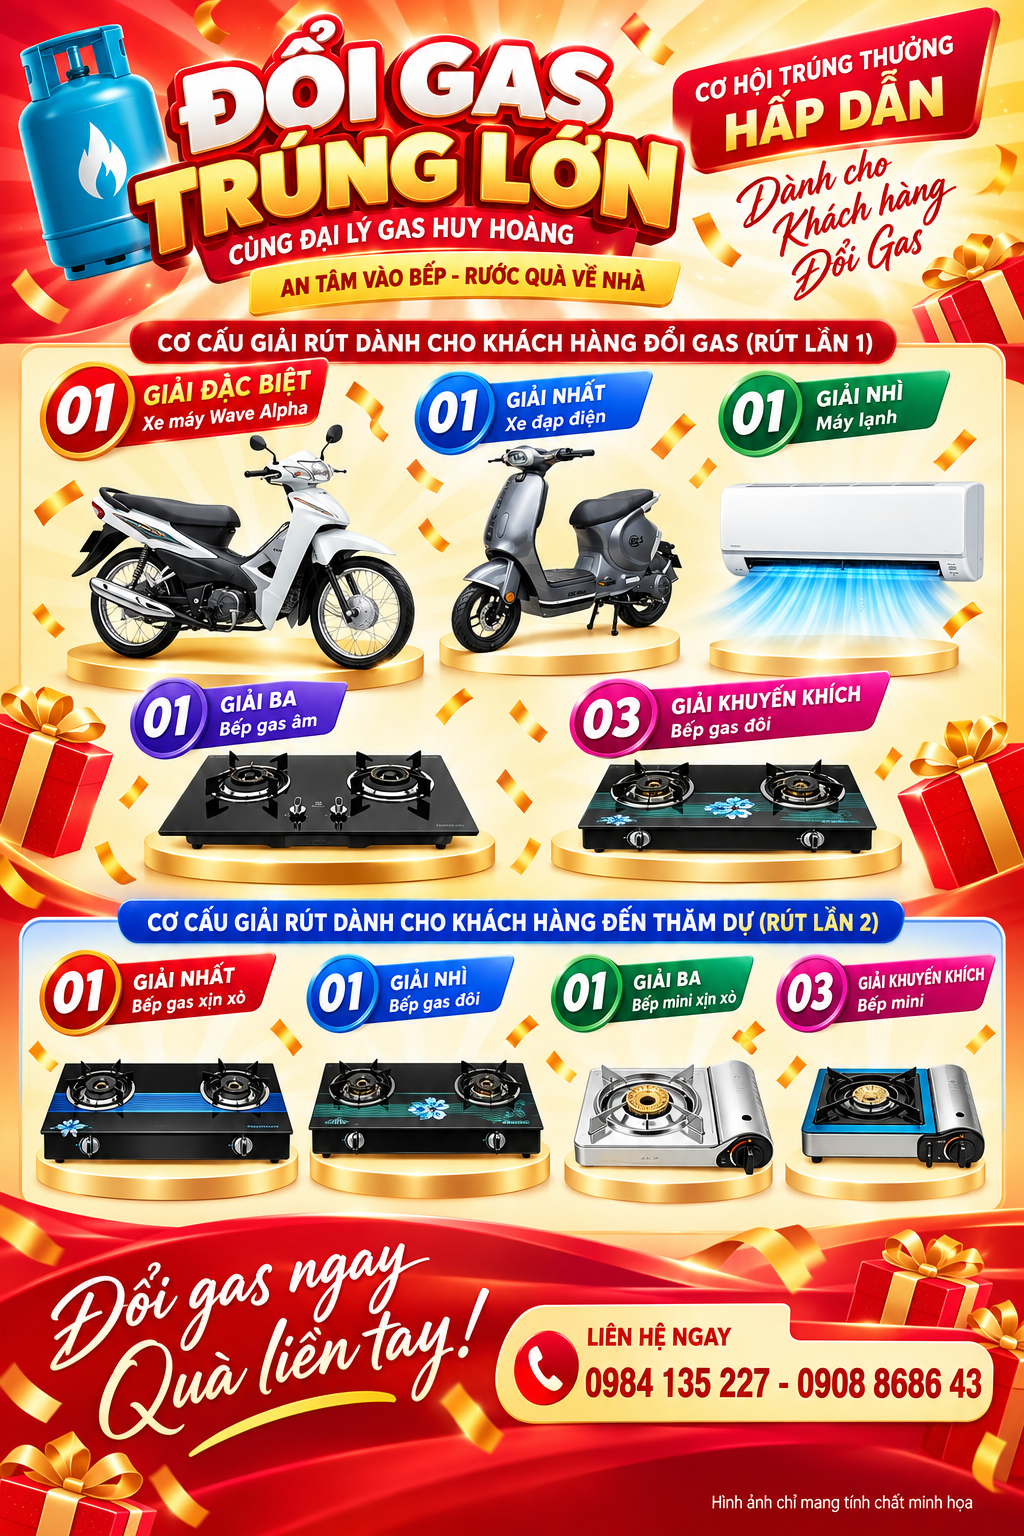 ĐỔI GAS
TRÚNG LỚN
CÙNG ĐẠI LÝ GAS HUY HOÀNG
AN TÂM VÀO BẾP - RƯỚC QUÀ VỀ NHÀ
CƠ HỘI TRÚNG THƯỞNG
HẤP DẪN
Dành cho
Khách hàng
Đổi Gas
CƠ CẤU GIẢI RÚT DÀNH CHO KHÁCH HÀNG ĐỔI GAS (RÚT LẦN 1)
01 GIẢI ĐẶC BIỆT
Xe máy Wave Alpha
01 GIẢI NHẤT
Xe đạp điện
01 GIẢI NHÌ
Máy lạnh
01 GIẢI BA
Bếp gas âm
03 GIẢI KHUYẾN KHÍCH
Bếp gas đôi
CƠ CẤU GIẢI RÚT DÀNH CHO KHÁCH HÀNG ĐẾN THĂM DỰ (RÚT LẦN 2)
01 GIẢI NHẤT
Bếp gas xịn xò
01 GIẢI NHÌ
Bếp gas đôi
01 GIẢI BA
Bếp mini xịn xò
03 GIẢI KHUYẾN KHÍCH
Bếp mini
Đổi gas ngay
Quà liền tay!
LIÊN HỆ NGAY
0984 135 227 - 0908 8686 43
Hình ảnh chỉ mang tính chất minh họa